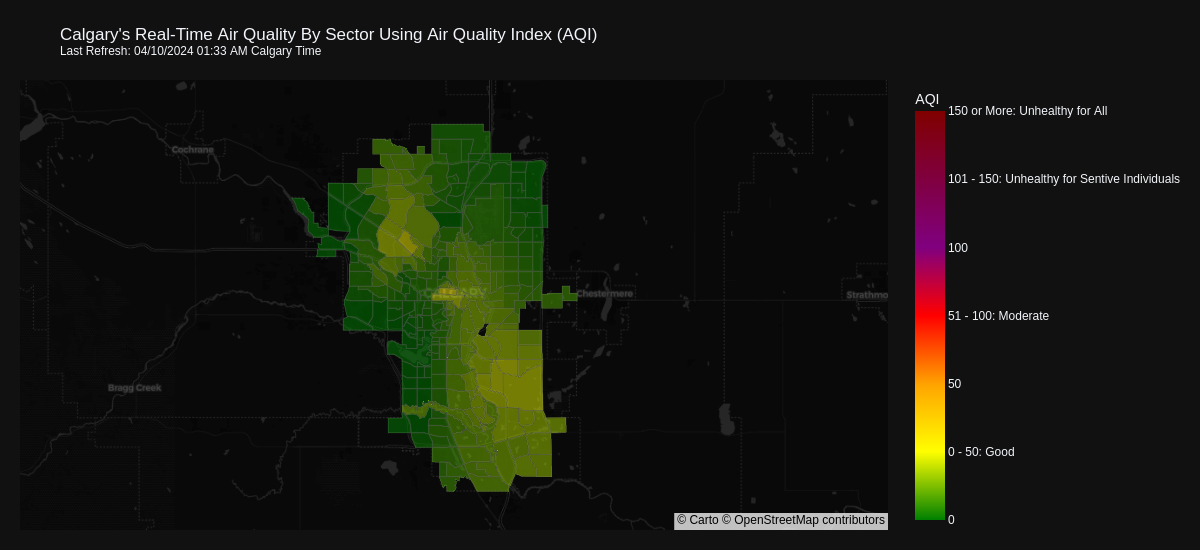 Calgary's Real-Time Air Quality By Sector Using Air Quality Index (AQI)
Last Refresh: 04/10/2024 01:33 AM Calgary Time
AQI
150 or More: Unhealthy for All
Cochrane
101 - 150: Unhealthy for Sentive Individuals
100
CALGARY
Chestermere
Strathmo
51 - 100: Moderate
Bragg Creek
50
0 - 50: Good
0
© Carto © OpenStreetMap contributors